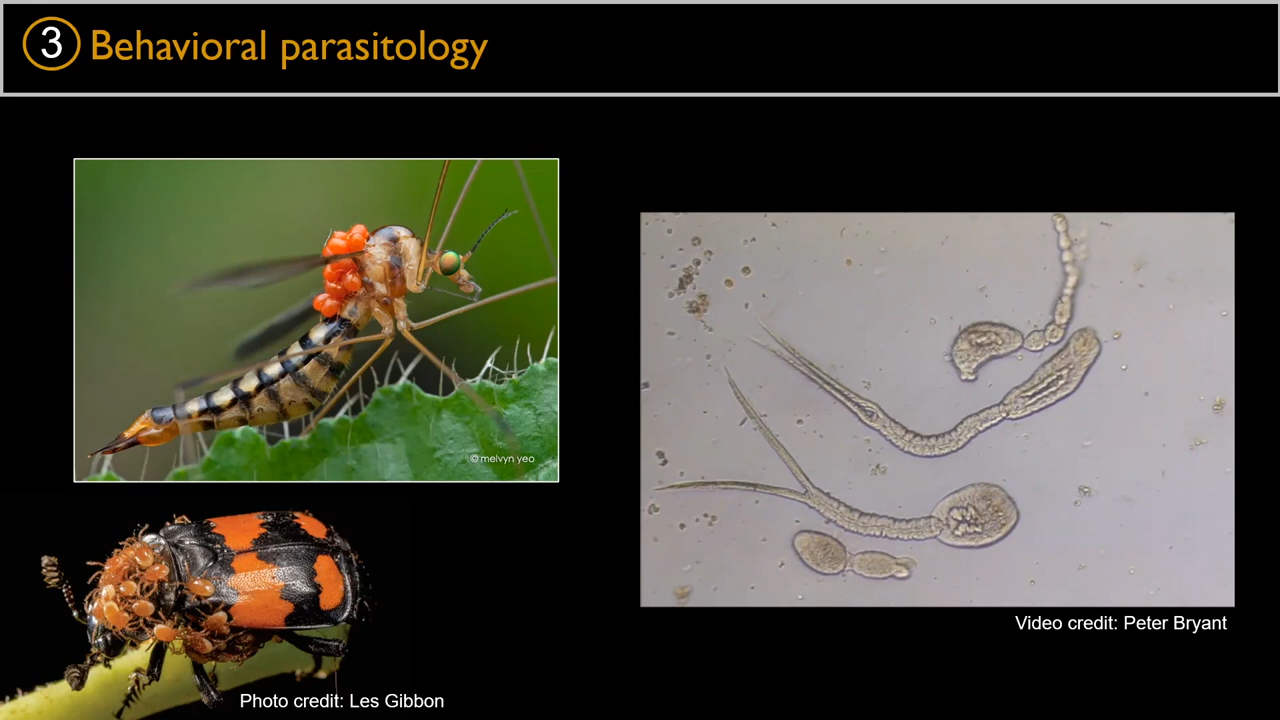 3 Behavioral parasitology
© melvyn yeo
Video credit: Peter Bryant
Photo credit: Les Gibbon